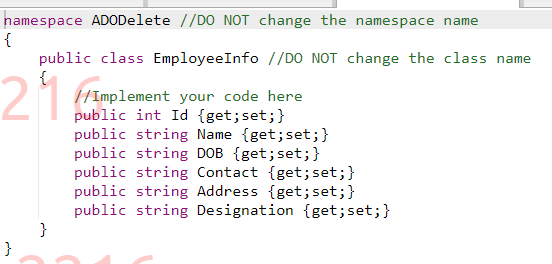 namespace ADODelete //DO NOT change the namespace name
{
    public class EmployeeInfo //DO NOT change the class name
    {
        //Implement your code here
        public int Id {get;set;}
        public string Name {get;set;}
        public string DOB {get;set;}
        public string Contact {get;set;}
        public string Address {get;set;}
        public string Designation {get;set;}
    }
}
216